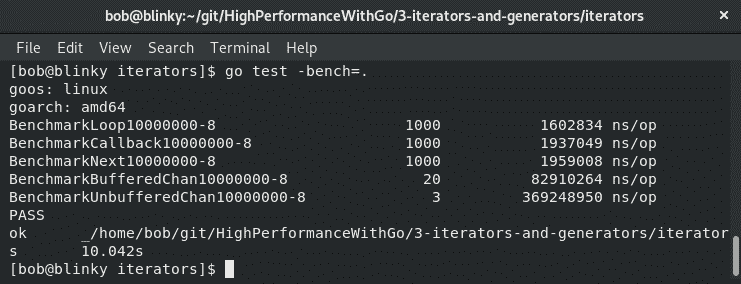 bob@blinky:~/git/HighPerformanceWithGo/3-iterators-and-generators/iterators ×
File Edit View Search Terminal Help
[bob@blinky iterators]$ go test -bench=.
goos: linux
goarch: amd64
BenchmarkLoop10000000-8 1000 1602834 ns/op
BenchmarkCallback10000000-8 1000 1937049 ns/op
BenchmarkNext10000000-8 1000 1959008 ns/op
BenchmarkBufferedChan10000000-8 20 82910264 ns/op
BenchmarkUnbufferedChan10000000-8 3 369248950 ns/op
PASS
ok _/home/bob/git/HighPerformanceWithGo/3-iterators-and-generators/iterator
s 10.042s
[bob@blinky iterators]$